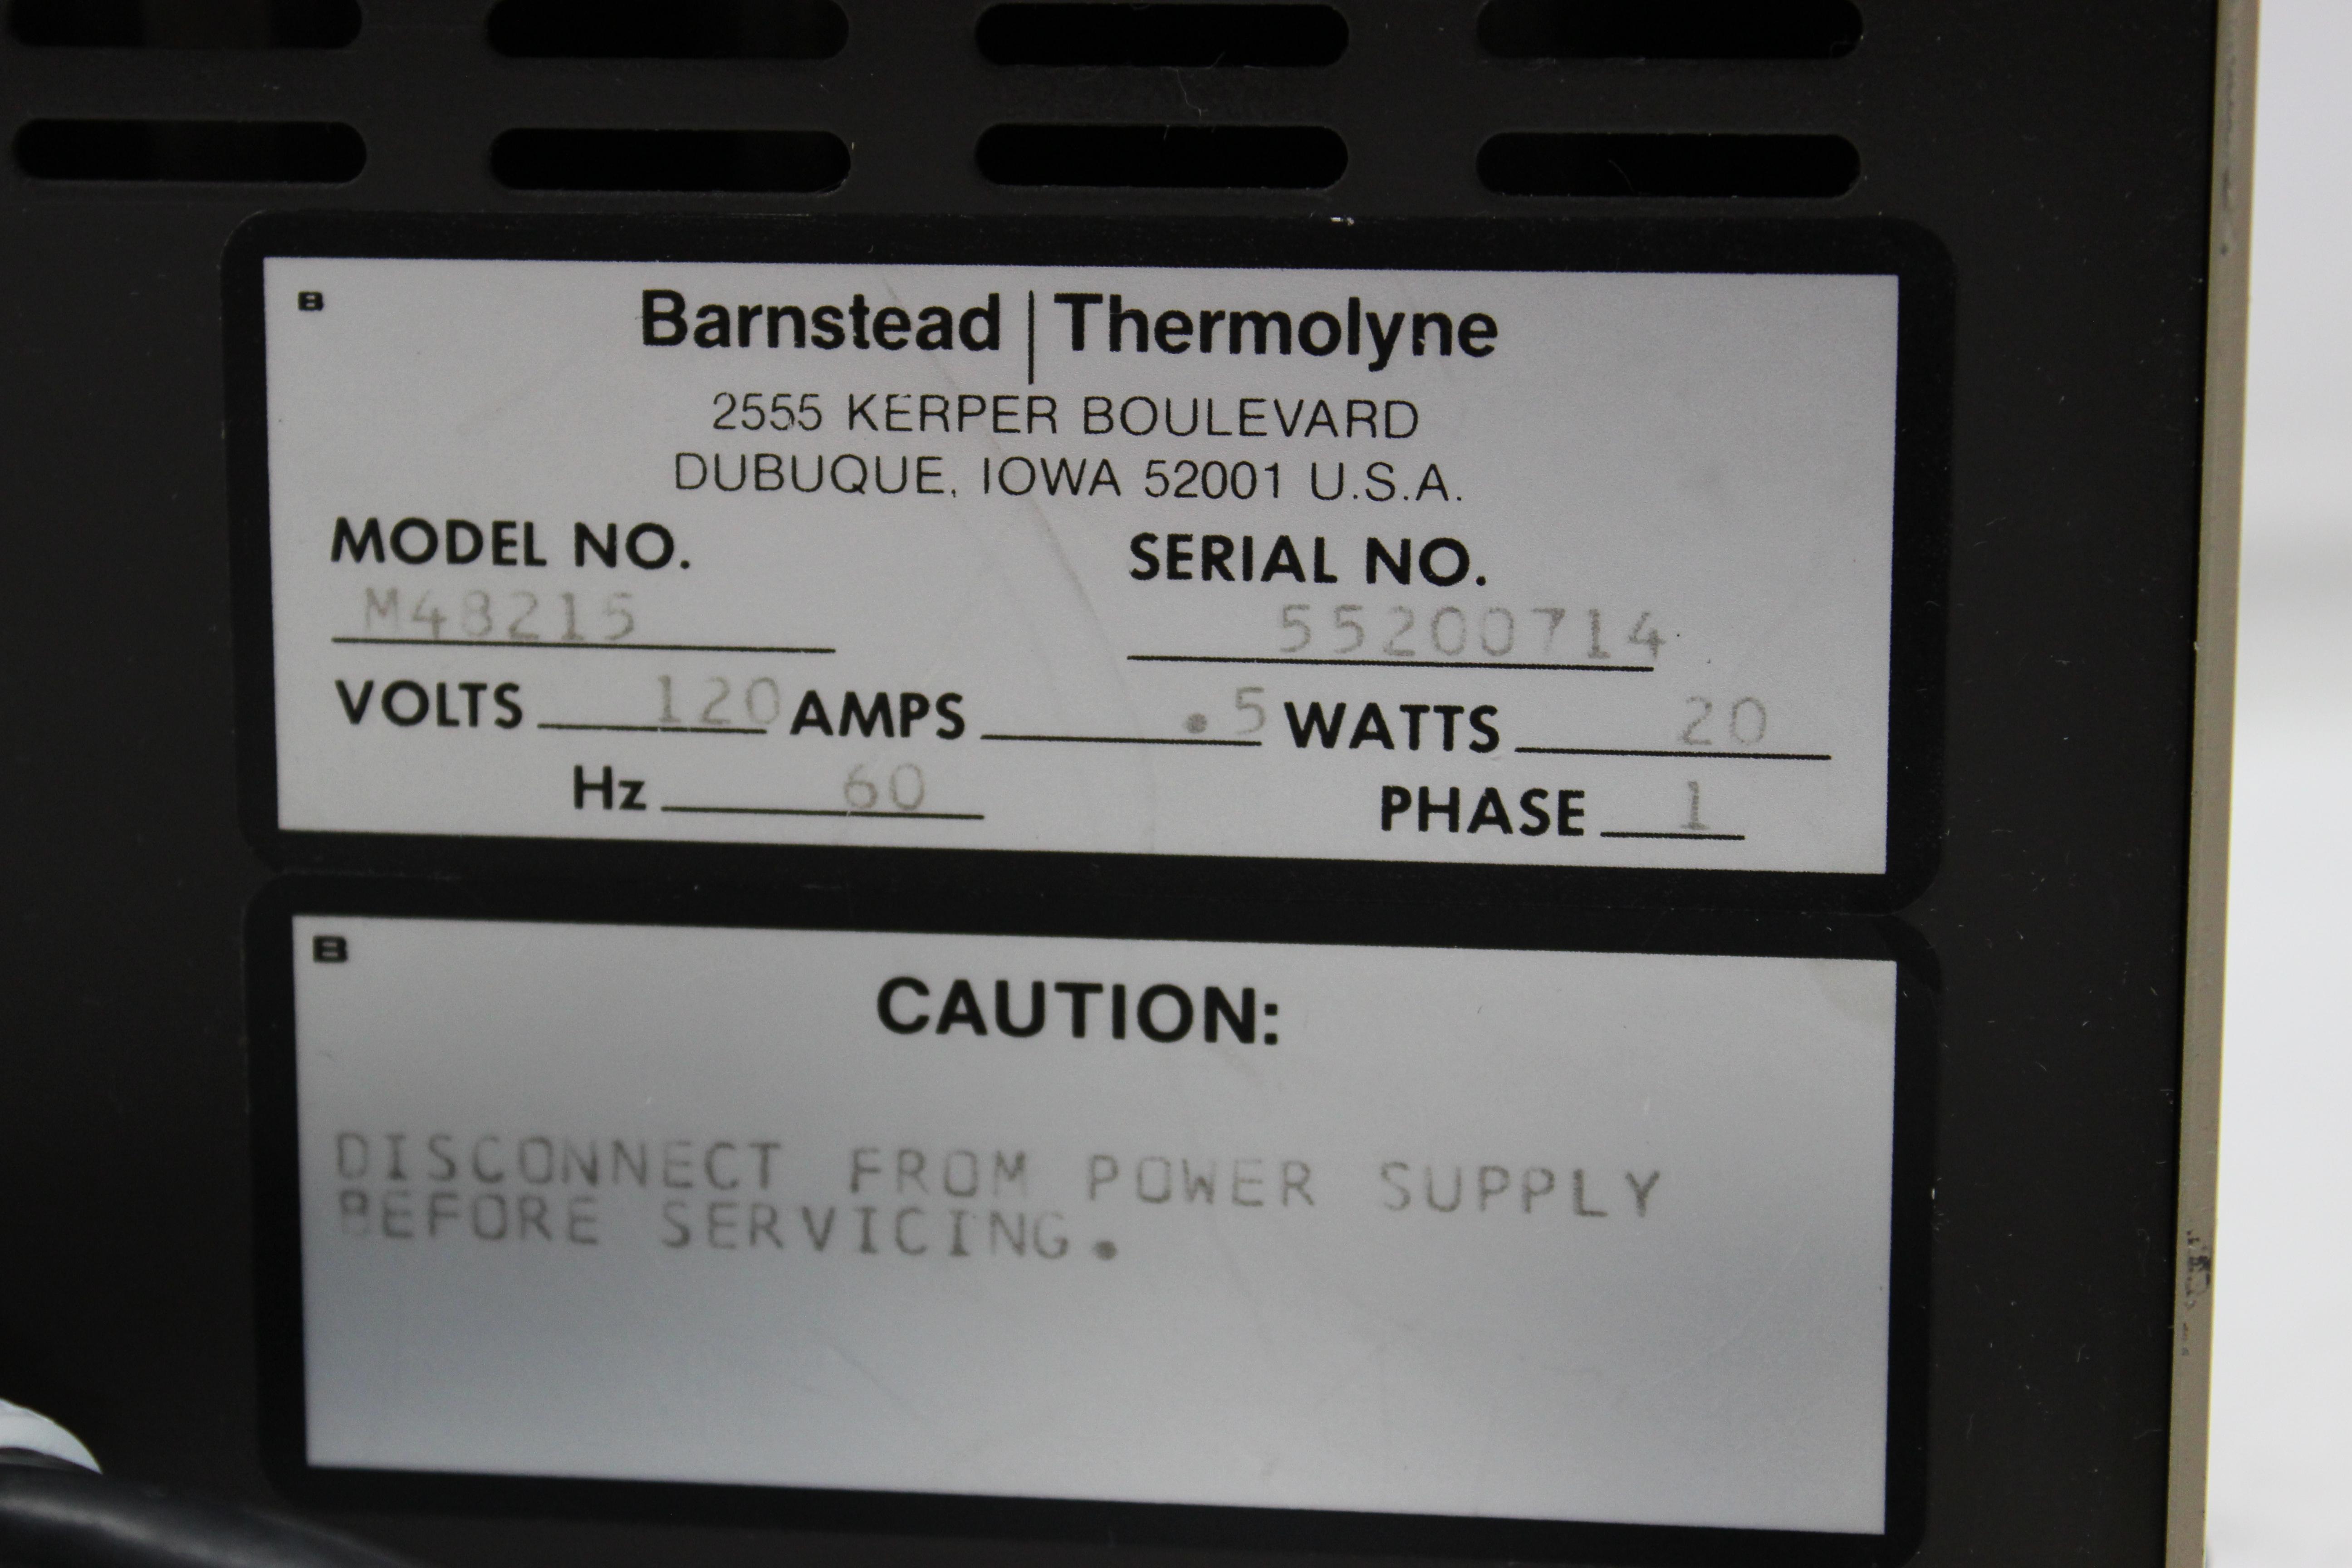 B
Barnstead | Thermolyne
2555 KERPER BOULEVARD
DUBUQUE, IOWA 52001 U.S.A.
MODEL NO. SERIAL NO.
M48215 55200714
VOLTS 120 AMPS .5 WATTS 20
Hz 60 PHASE 1
B
CAUTION:
DISCONNECT FROM POWER SUPPLY
BEFORE SERVICING.